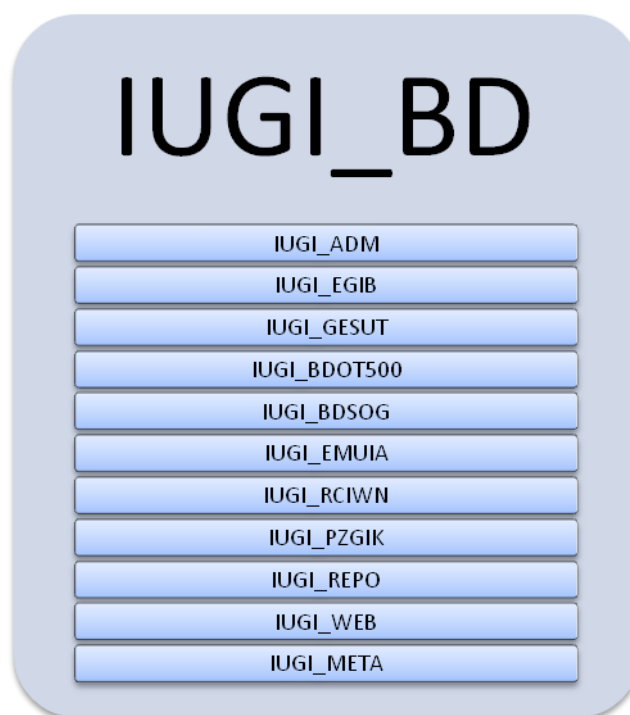 IUGI_BD
IUGI_ADM
IUGI_EGIB
IUGI_GESUT
IUGI_BDOT500
IUGI_BDSOG
IUGI_EMUIA
IUGI_RCIWN
IUGI_PZGIK
IUGI_REPO
IUGI_WEB
IUGI_META